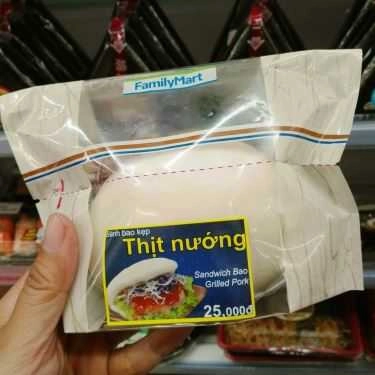 FamilyMart
Bánh bao kẹp
Thịt nướng
Sandwich Bao
Grilled Pork
25,000đ